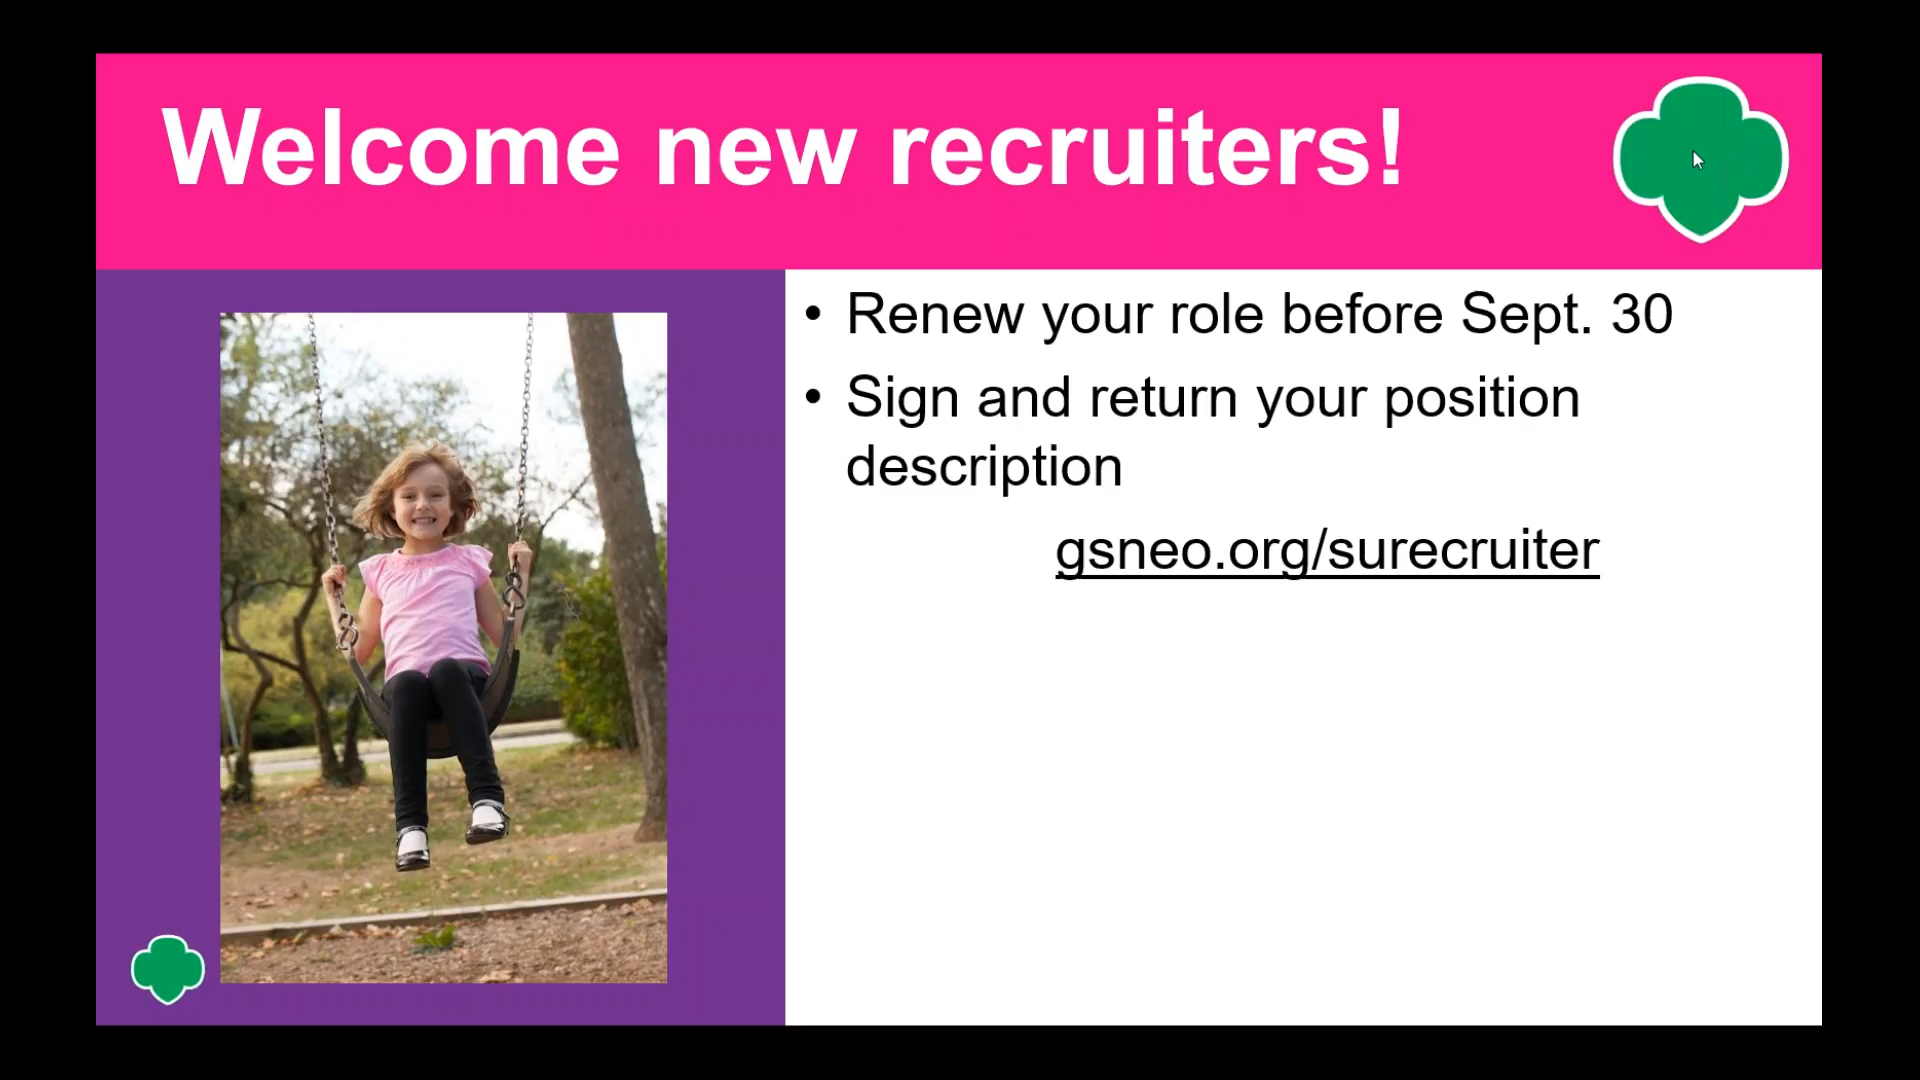 Welcome new recruiters!
• Renew your role before Sept. 30
• Sign and return your position
description
gsneo.org/surecruiter